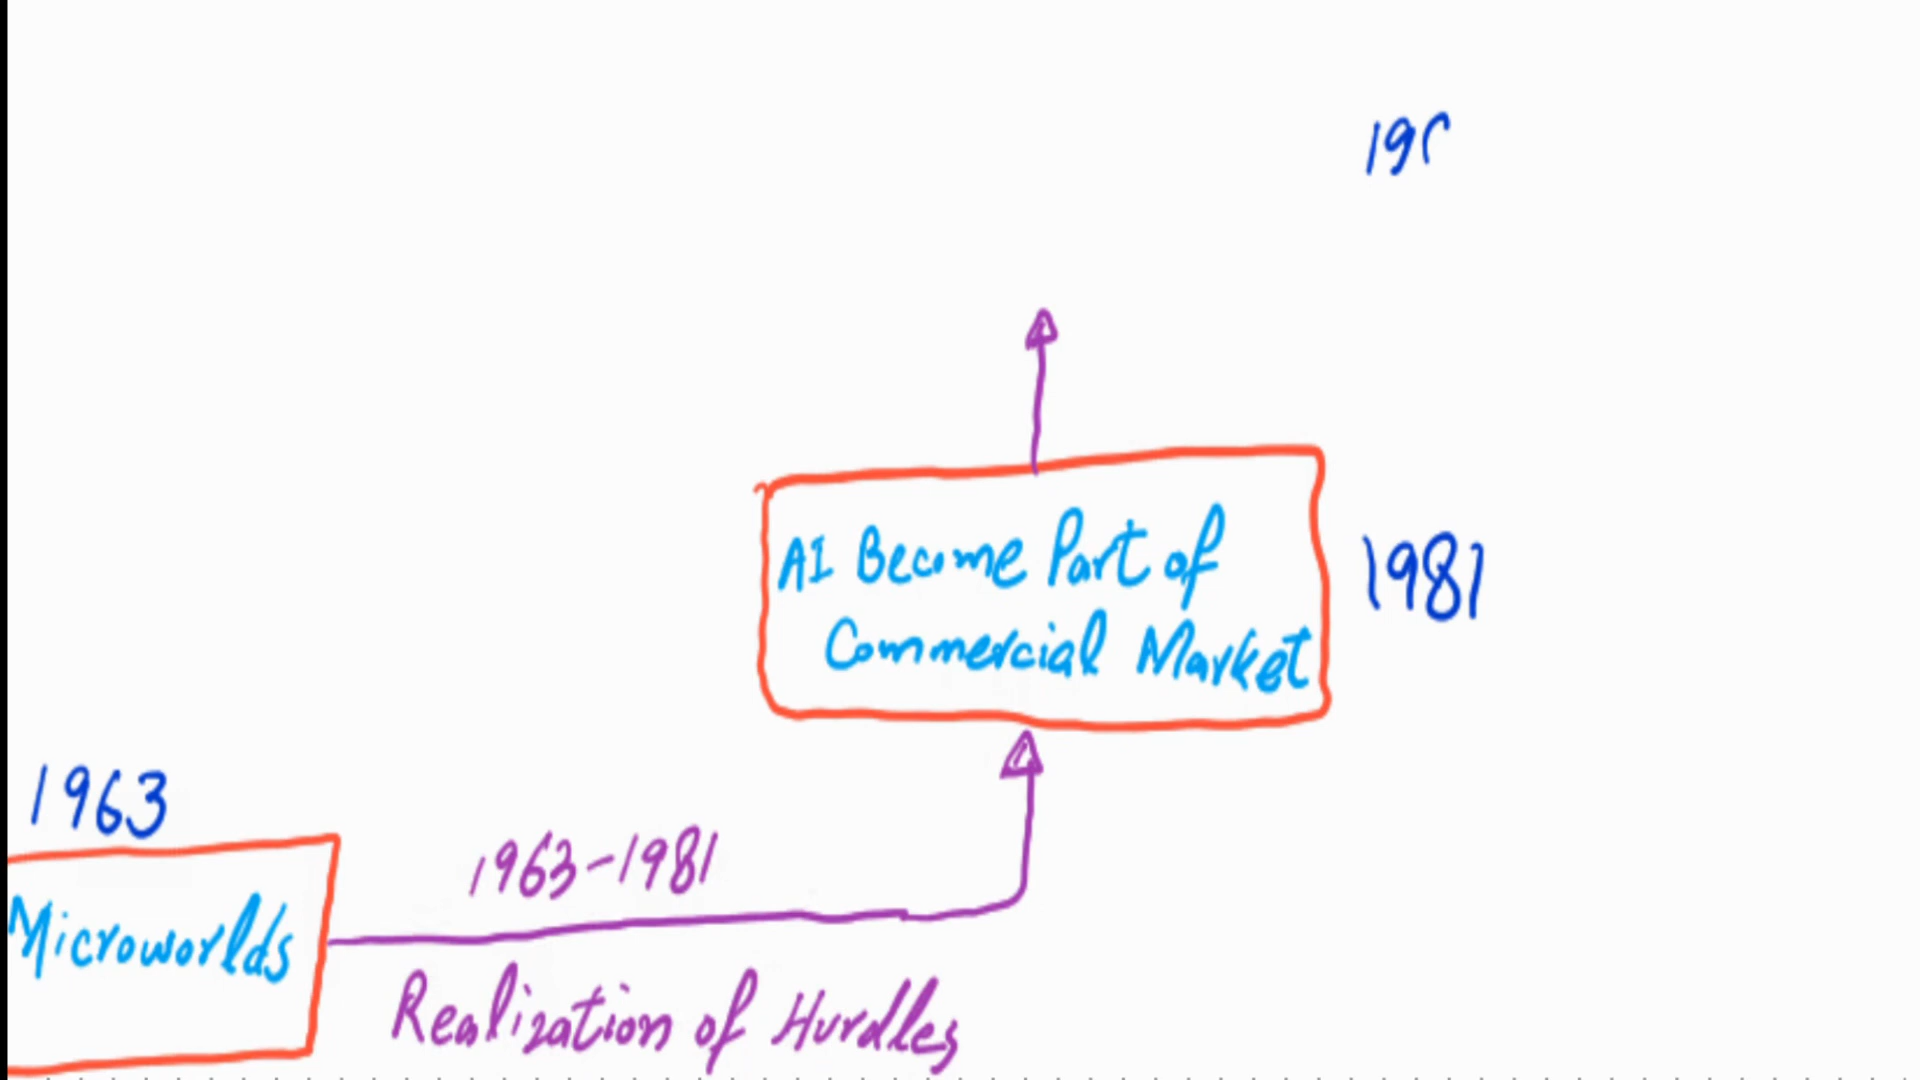 19
AI Become Part of
Commercial Market
1981
1963
Microworlds
1963-1981
Realization of Hurdles